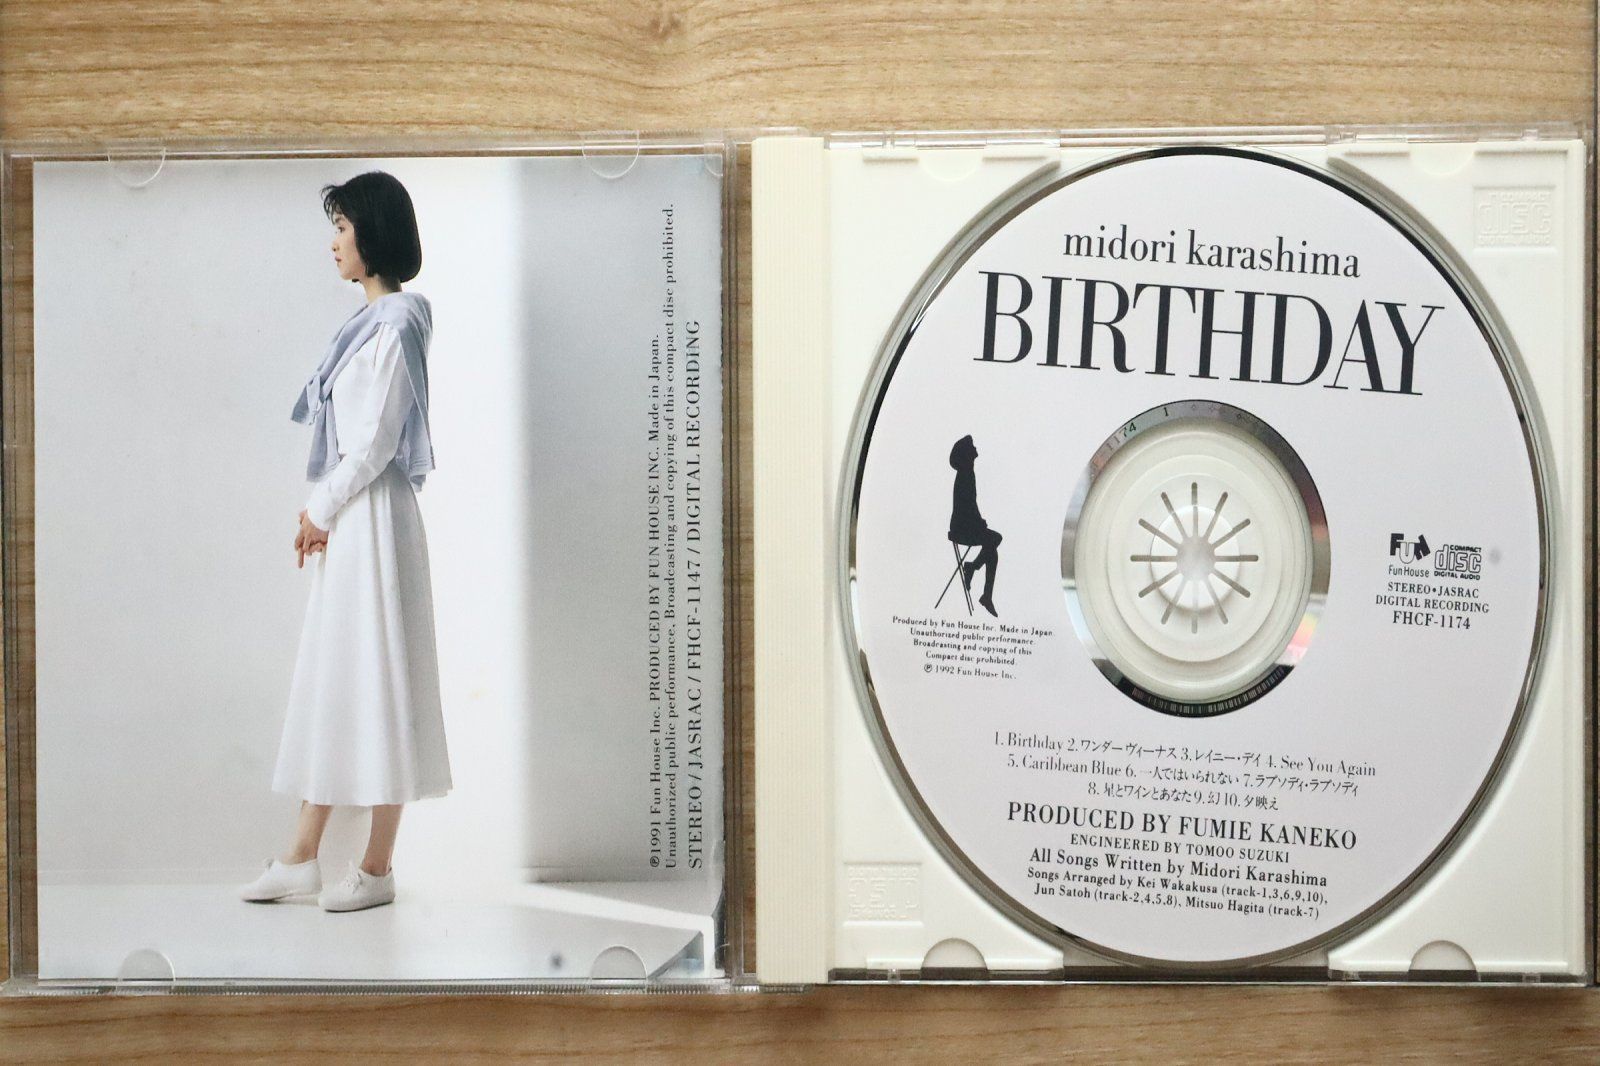 ℗1991 Fun House Inc. PRODUCED BY FUN HOUSE INC. Made in Japan.
Unauthorized public performance, Broadcasting and copying of this compact disc prohibited.
STEREO / JASRAC / FHCF-1147 / DIGITAL RECORDING
midori karashima
BIRTHDAY
1174 1
Fun
Fun House
COMPACT
disc
DIGITAL AUDIO
STEREO•JASRAC
DIGITAL RECORDING
FHCF-1174
Produced by Fun House Inc. Made in Japan.
Unauthorized public performance.
Broadcasting and copying of this
Compact disc prohibited.
℗ 1992 Fun House Inc.
1. Birthday 2. ワンダーヴィーナス 3. レイニー・デイ 4. See You Again
5. Caribbean Blue 6. 一人ではいられない 7. ラプソディ・ラプソディ
8. 星とワインとあなた 9. 幻 10. 夕映え
PRODUCED BY FUMIE KANEKO
ENGINEERED BY TOMOO SUZUKI
All Songs Written by Midori Karashima
Songs Arranged by Kei Wakakusa (track-1,3,6,9,10),
Jun Satoh (track-2,4,5,8), Mitsuo Hagita (track-7)
COMPACT
disc
DIGITAL AUDIO